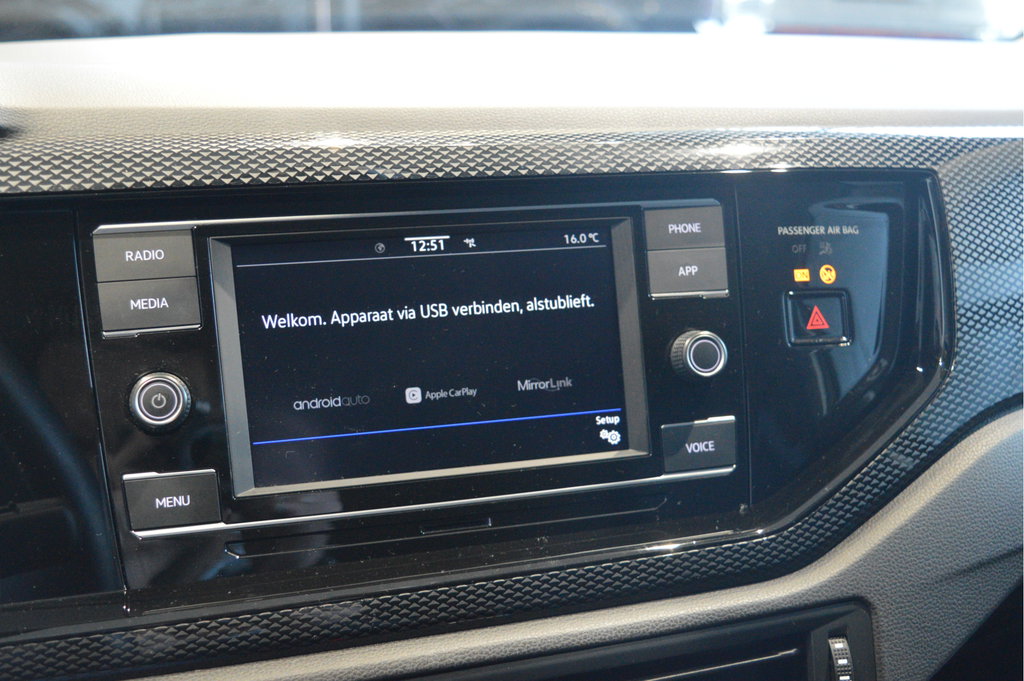 RADIO
MEDIA
MENU
12:51
16.0°C
Welkom. Apparaat via USB verbinden, alstublieft.
androidauto
Apple CarPlay
MirrorLink
Setup
PHONE
APP
VOICE
PASSENGER AIR BAG
OFF
ON